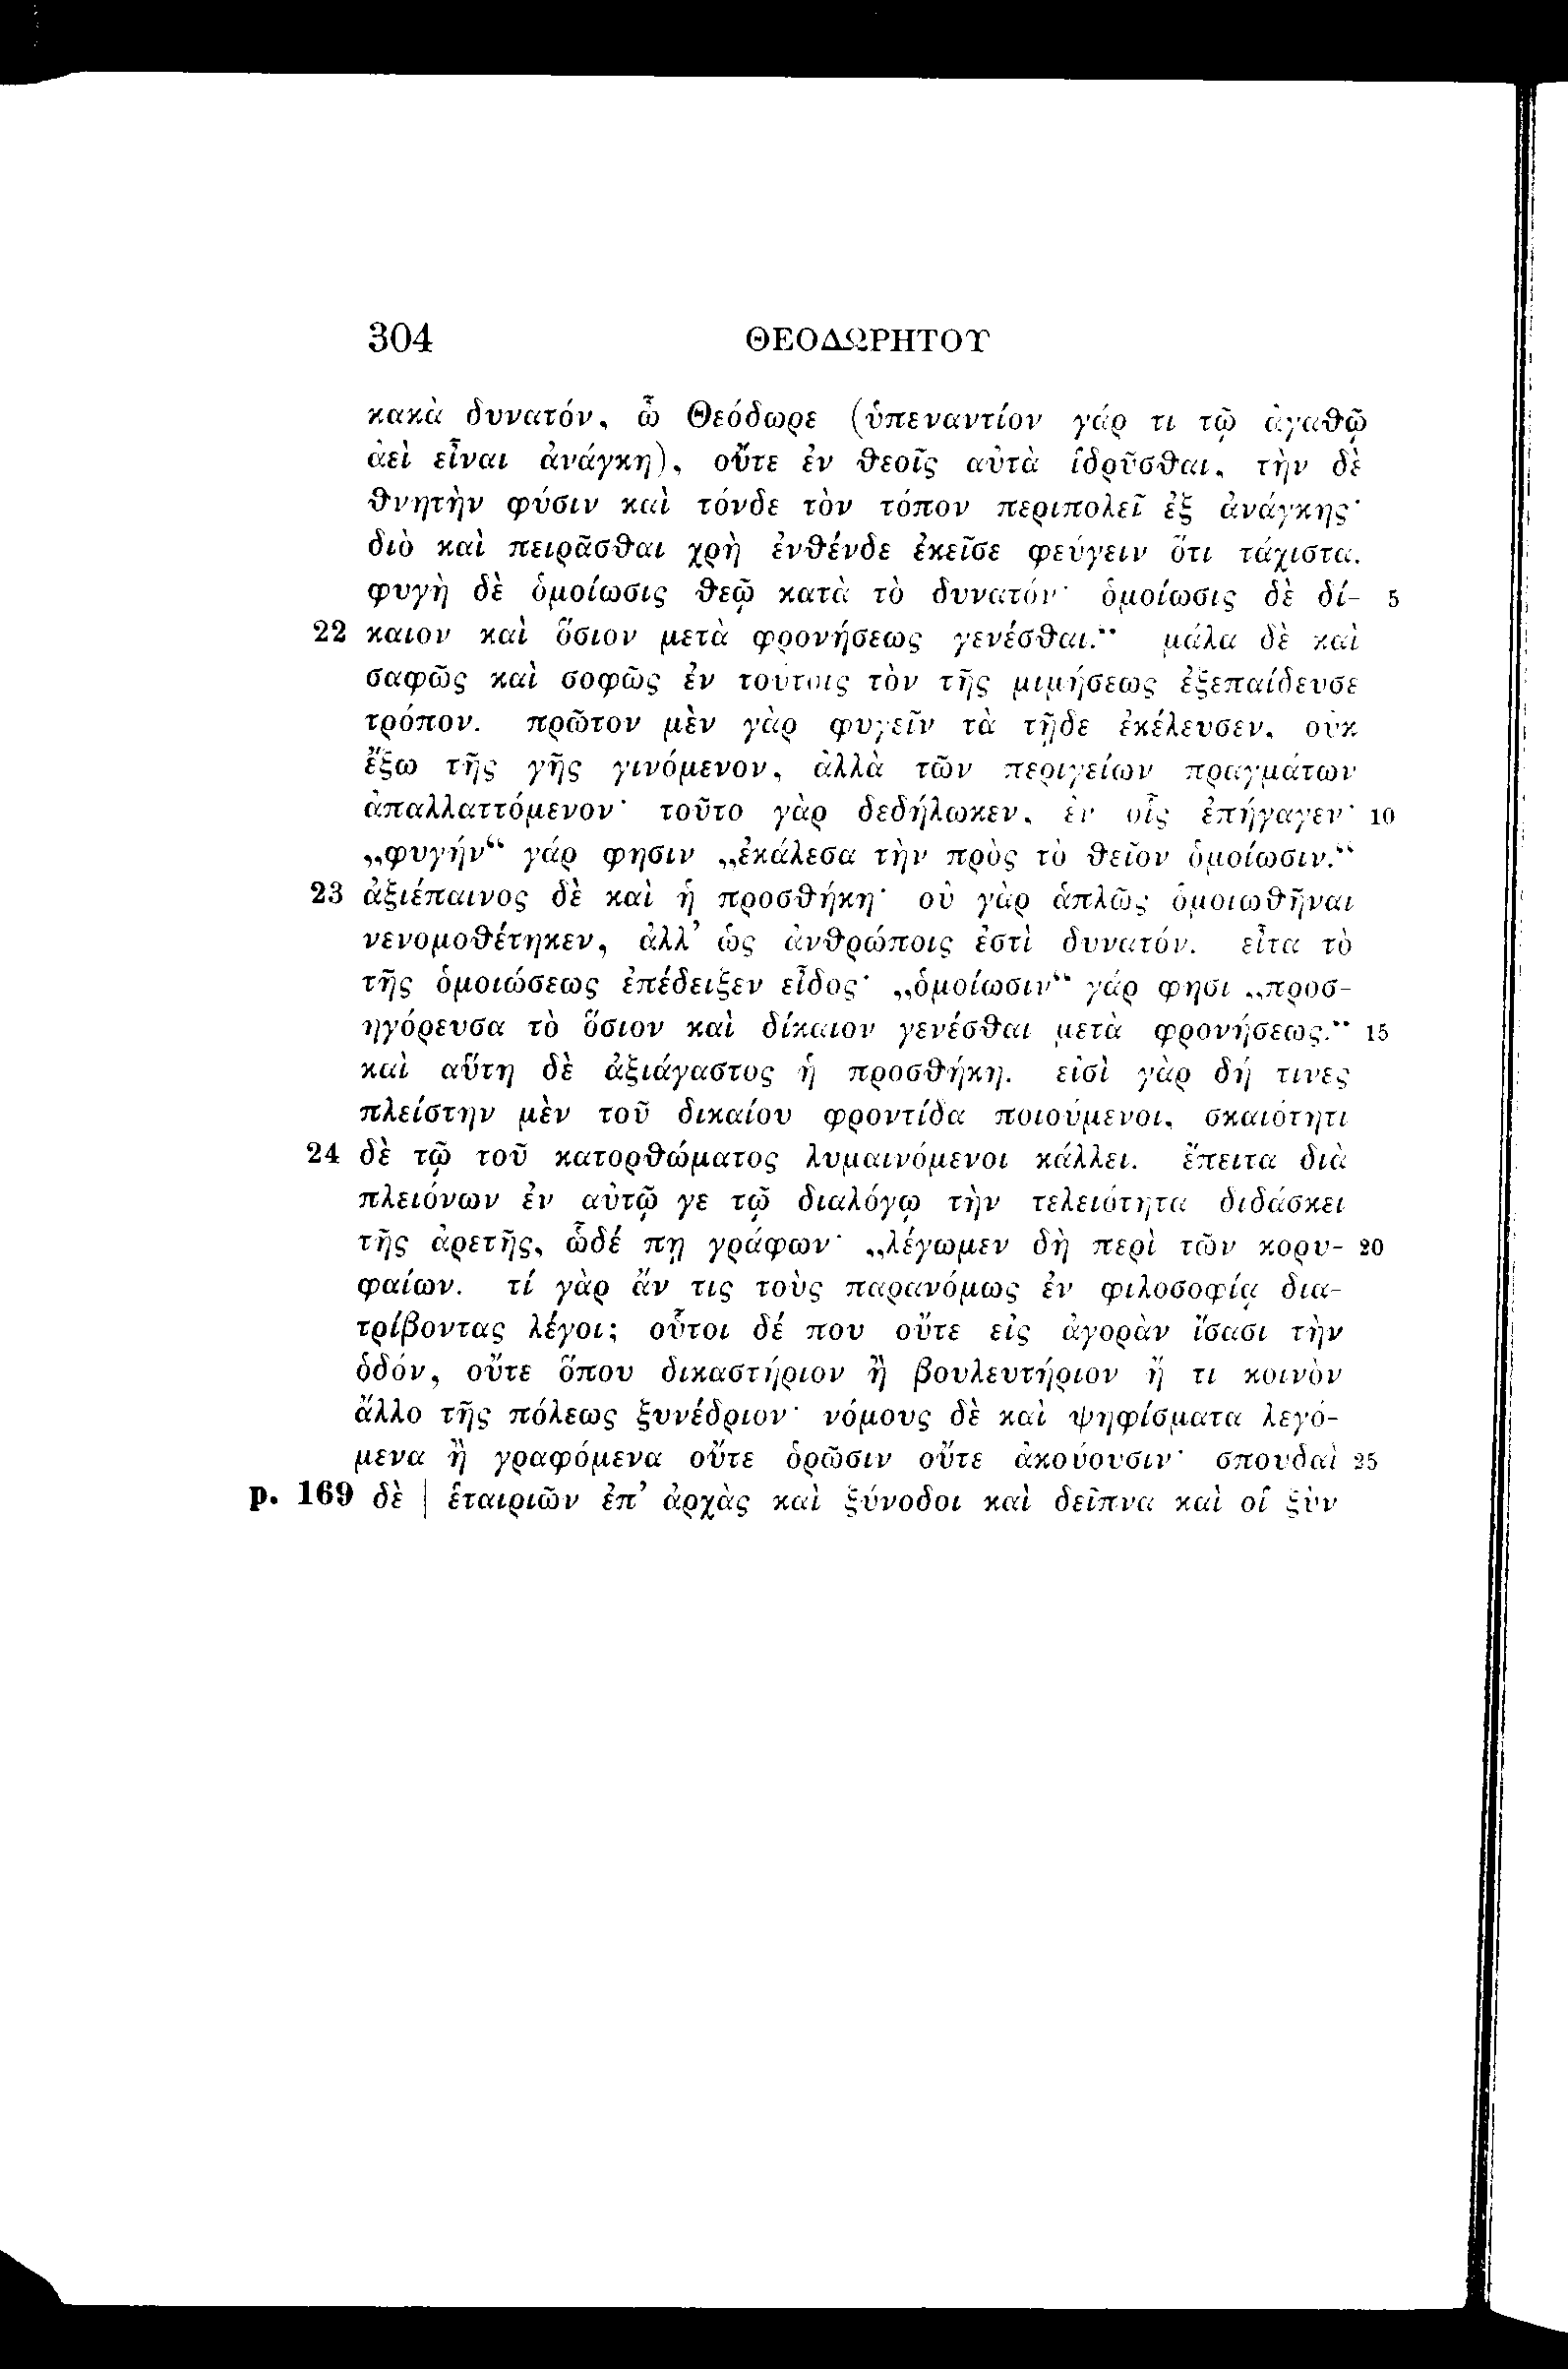 304 ΘΕΟΔΩΡΗΤΟΥ
κακὰ δυνατόν, ὦ Θεόδωρε (ὑπεναντίον γάρ τι τῷ ἀγαθῷ
ἀεὶ εἶναι ἀνάγκη), οὔτε ἐν θεοῖς αὐτὰ ἱδρῦσθαι, τὴν δὲ
θνητὴν φύσιν καὶ τόνδε τὸν τόπον περιπολεῖ ἐξ ἀνάγκης·
διὸ καὶ πειρᾶσθαι χρὴ ἐνθένδε ἐκεῖσε φεύγειν ὅτι τάχιστα.
φυγὴ δὲ ὁμοίωσις θεῷ κατὰ τὸ δυνατόν· ὁμοίωσις δὲ δί- 5
22 καιον καὶ ὅσιον μετὰ φρονήσεως γενέσθαι.“ μάλα δὲ καὶ
σαφῶς καὶ σοφῶς ἐν τούτοις τὸν τῆς μιμήσεως ἐξεπαίδευσε
τρόπον. πρῶτον μὲν γὰρ φυγεῖν τὰ τῇδε ἐκέλευσεν, οὐκ
ἔξω τῆς γῆς γινόμενον, ἀλλὰ τῶν περιγείων πραγμάτων
ἀπαλλαττόμενον· τοῦτο γὰρ δεδήλωκεν, ἐν οἷς ἐπήγαγεν· 10
„φυγήν“ γάρ φησιν „ἐκάλεσα τὴν πρὸς τὸ θεῖον ὁμοίωσιν.“
23 ἀξιέπαινος δὲ καὶ ἡ προσθήκη· οὐ γὰρ ἁπλῶς ὁμοιωθῆναι
νενομοθέτηκεν, ἀλλ’ ὡς ἀνθρώποις ἐστὶ δυνατόν. εἶτα τὸ
τῆς ὁμοιώσεως ἐπέδειξεν εἶδος· „ὁμοίωσιν“ γάρ φησι „προσ-
ηγόρευσα τὸ ὅσιον καὶ δίκαιον γενέσθαι μετὰ φρονήσεως.“ 15
καὶ αὕτη δὲ ἀξιάγαστος ἡ προσθήκη. εἰσὶ γὰρ δή τινες
πλείστην μὲν τοῦ δικαίου φροντίδα ποιούμενοι, σκαιότητι
24 δὲ τῷ τοῦ κατορθώματος λυμαινόμενοι κάλλει. ἔπειτα διὰ
πλειόνων ἐν αὐτῷ γε τῷ διαλόγῳ τὴν τελειότητα διδάσκει
τῆς ἀρετῆς, ὧδέ πῃ γράφων· „λέγωμεν δὴ περὶ τῶν κορυ- 20
φαίων. τί γὰρ ἄν τις τοὺς παρανόμως ἐν φιλοσοφίᾳ δια-
τρίβοντας λέγοι; οὗτοι δέ που οὔτε εἰς ἀγορὰν ἴσασι τὴν
ὁδόν, οὔτε ὅπου δικαστήριον ἢ βουλευτήριον ἤ τι κοινὸν
ἄλλο τῆς πόλεως ξυνέδριον· νόμους δὲ καὶ ψηφίσματα λεγό-
μενα ἢ γραφόμενα οὔτε ὁρῶσιν οὔτε ἀκούουσιν· σπουδαὶ 25
p. 169 δὲ | ἑταιριῶν ἐπ’ ἀρχὰς καὶ ξύνοδοι καὶ δεῖπνα καὶ οἱ ξὺν